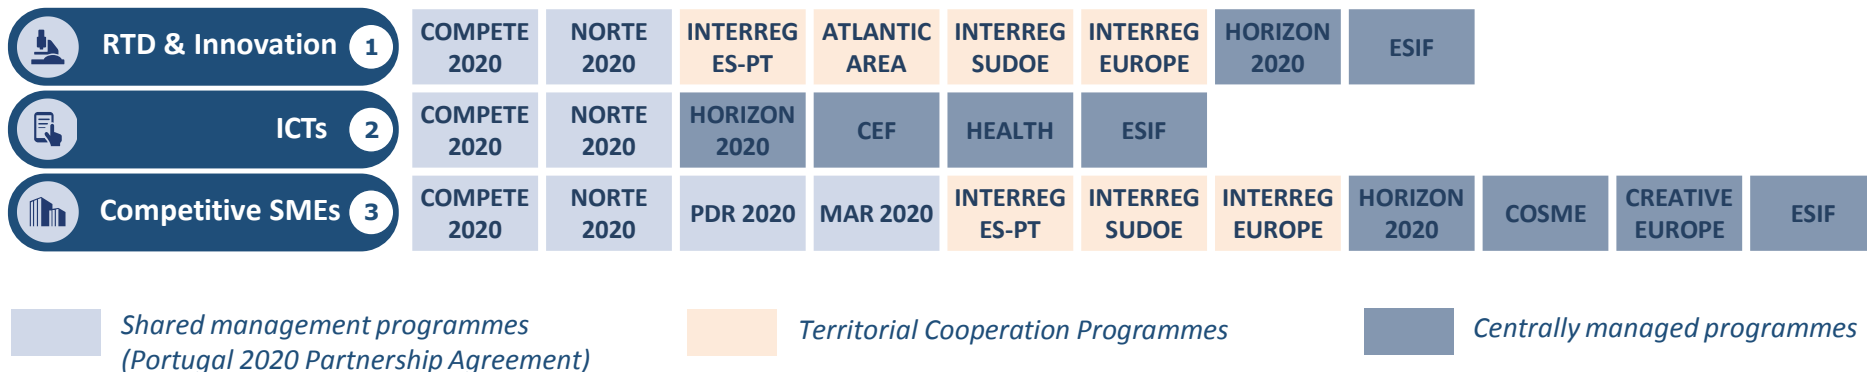 RTD & Innovation 1
COMPETE 2020
NORTE 2020
INTERREG ES-PT
ATLANTIC AREA
INTERREG SUDOE
INTERREG EUROPE
HORIZON 2020
ESIF
ICTs 2
COMPETE 2020
NORTE 2020
HORIZON 2020
CEF
HEALTH
ESIF
Competitive SMEs 3
COMPETE 2020
NORTE 2020
PDR 2020
MAR 2020
INTERREG ES-PT
INTERREG SUDOE
INTERREG EUROPE
HORIZON 2020
COSME
CREATIVE EUROPE
ESIF
Shared management programmes
(Portugal 2020 Partnership Agreement)
Territorial Cooperation Programmes
Centrally managed programmes